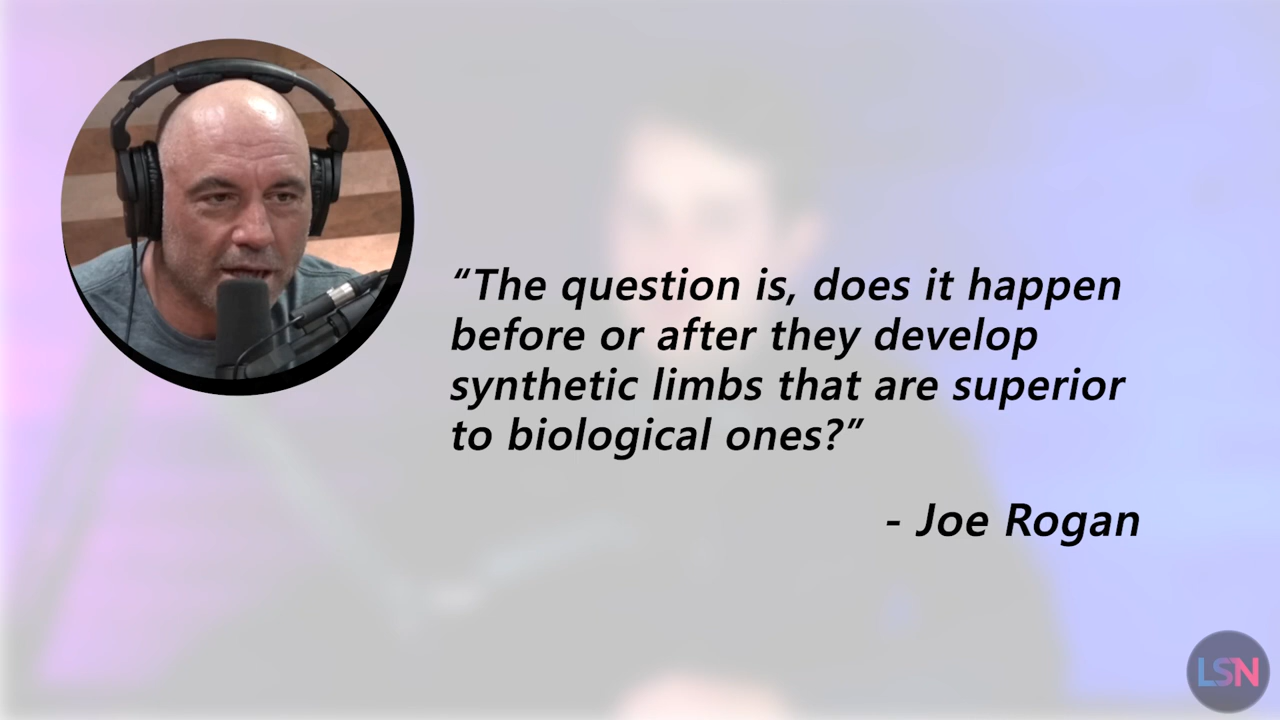 “The question is, does it happen
before or after they develop
synthetic limbs that are superior
to biological ones?”
- Joe Rogan
LSN